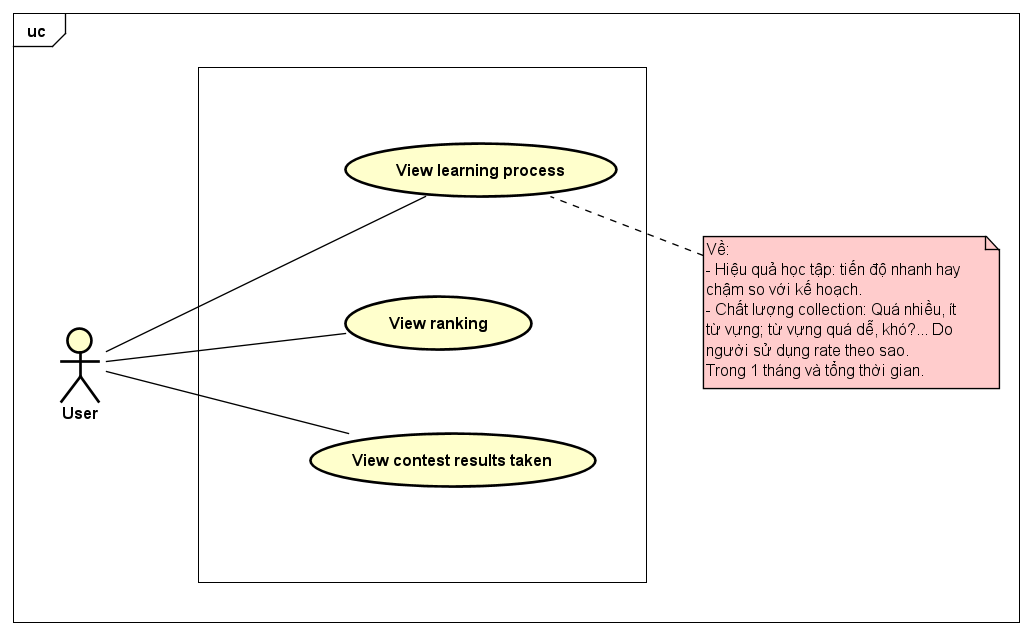 uc
View learning process
Về:
- Hiệu quả học tập: tiến độ nhanh hay
chậm so với kế hoạch.
- Chất lượng collection: Quá nhiều, ít
từ vựng; từ vựng quá dễ, khó?... Do
người sử dụng rate theo sao.
Trong 1 tháng và tổng thời gian.
View ranking
User
View contest results taken